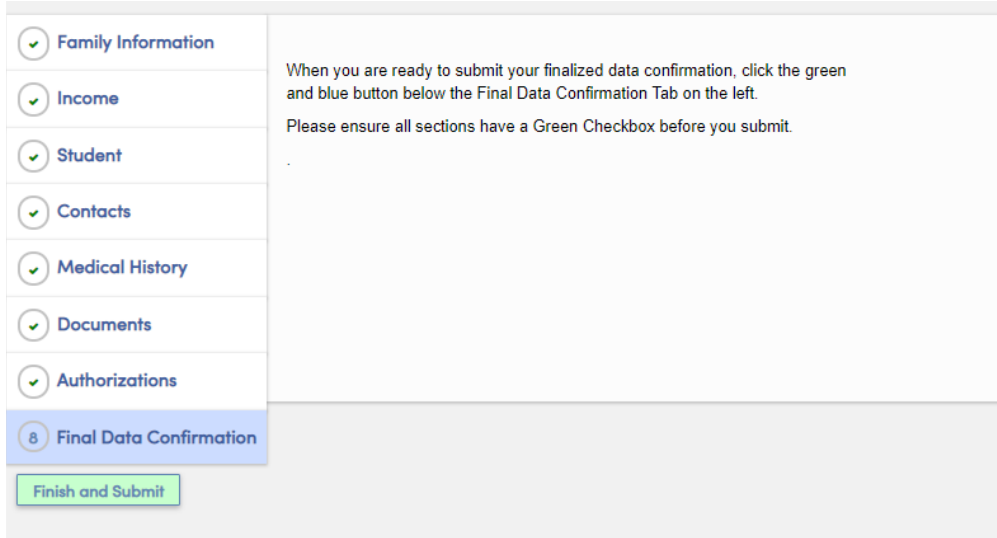 Family Information
Income
Student
Contacts
Medical History
Documents
Authorizations
8 Final Data Confirmation
Finish and Submit
When you are ready to submit your finalized data confirmation, click the green
and blue button below the Final Data Confirmation Tab on the left.
Please ensure all sections have a Green Checkbox before you submit.
.